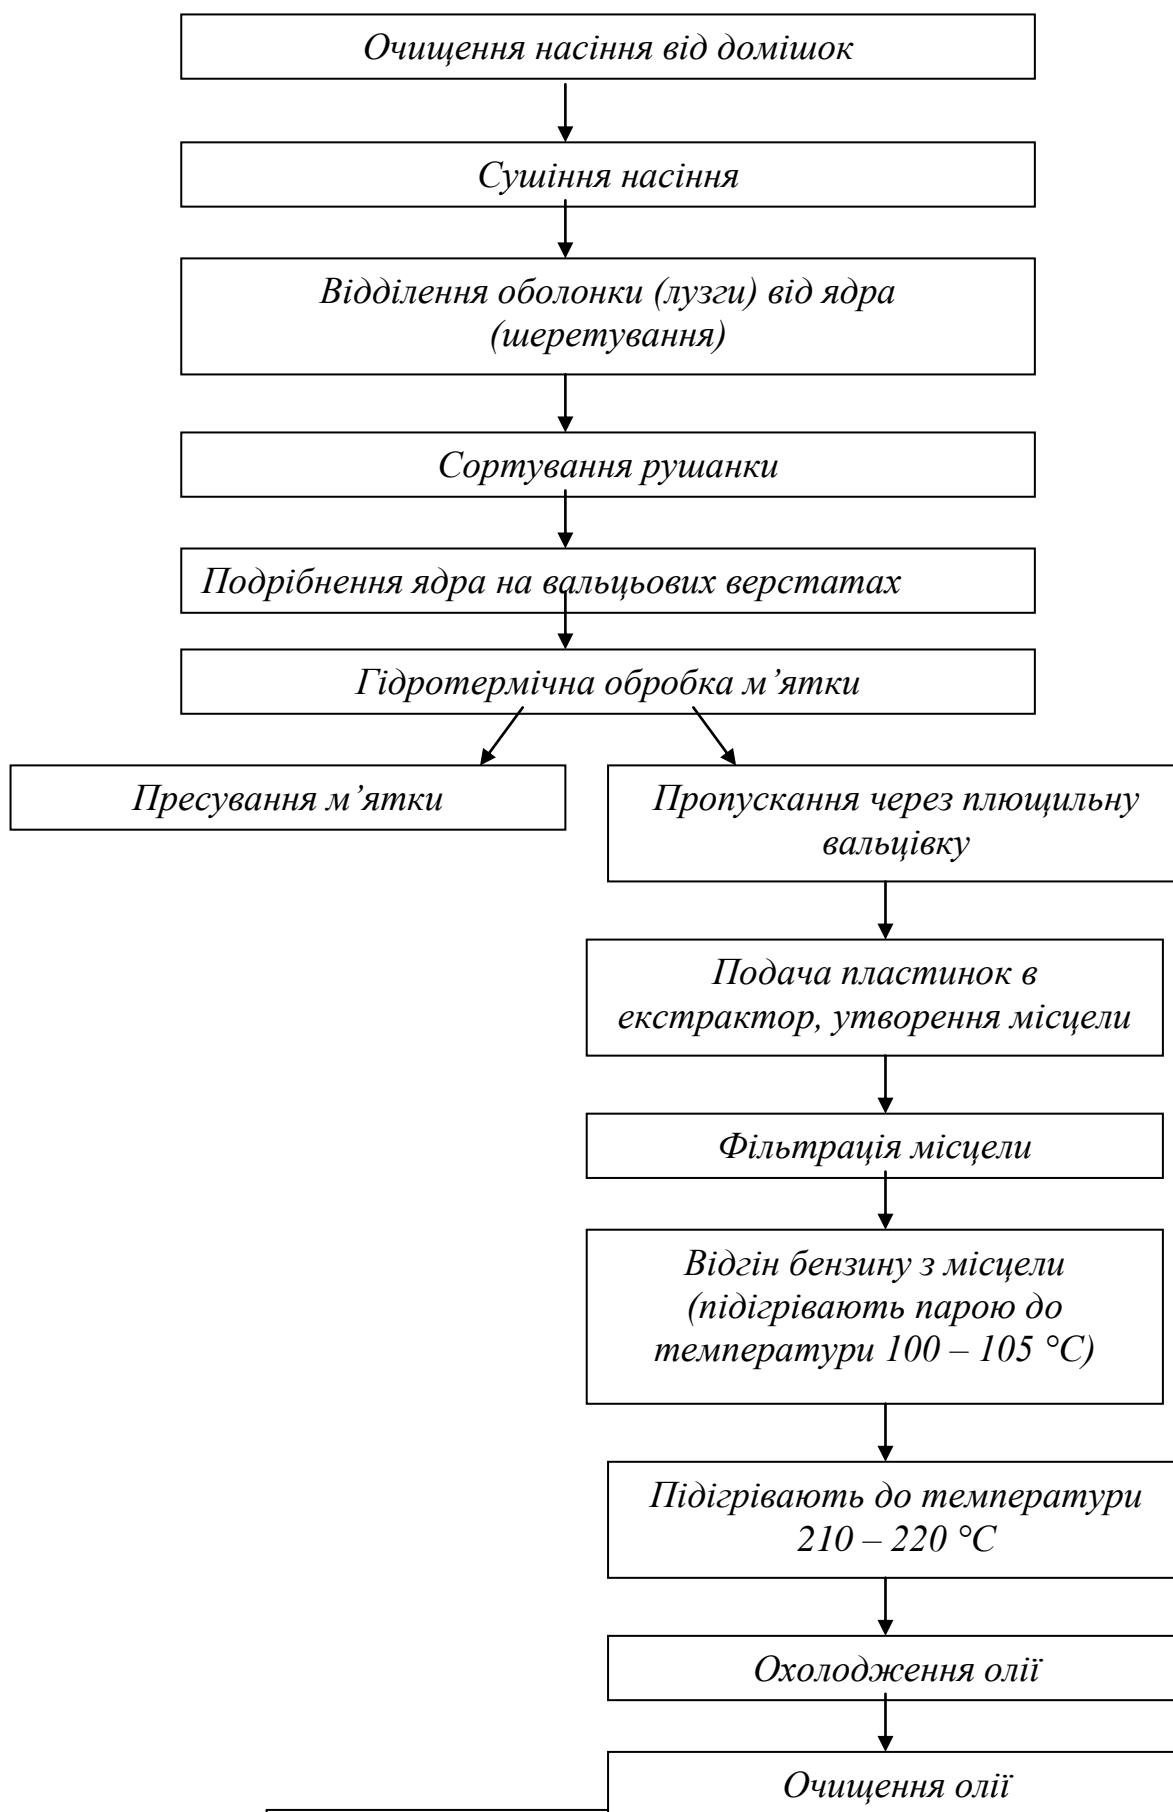 Очищення насіння від домішок
Сушіння насіння
Відділення оболонки (лузги) від ядра
(шеретування)
Сортування рушанки
Подрібнення ядра на вальцьових верстатах
Гідротермічна обробка м’ятки
Пресування м’ятки
Пропускання через плющильну
вальцівку
Подача пластинок в
екстрактор, утворення місцели
Фільтрація місцели
Відгін бензину з місцели
(підігрівають парою до
температури 100 – 105 °С)
Підігрівають до температури
210 – 220 °С
Охолодження олії
Очищення олії